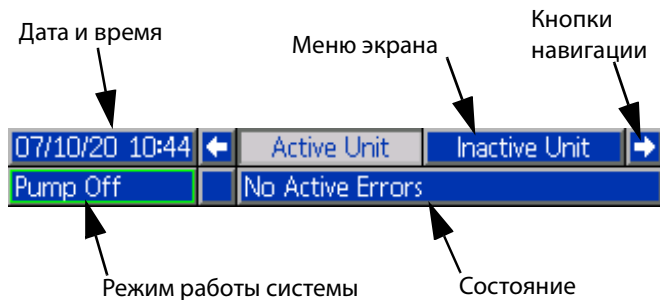 Дата и время
Меню экрана
Кнопки
навигации
07/10/20 10:44
Active Unit
Inactive Unit
Pump Off
No Active Errors
Режим работы системы
Состояние